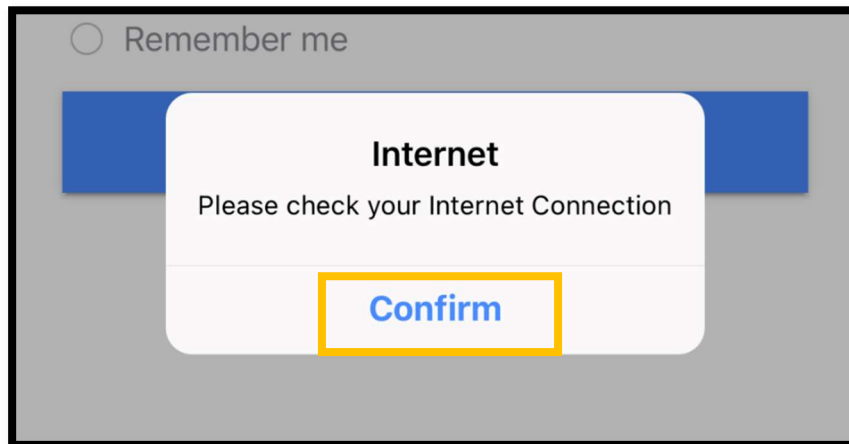 Remember me
Internet
Please check your Internet Connection
Confirm